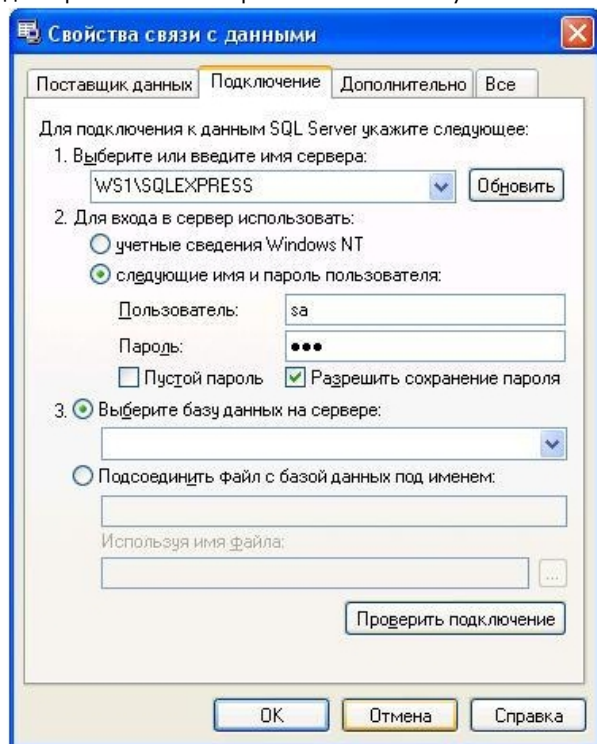 Свойства связи с данными
Поставщик данных Подключение Дополнительно Все
Для подключения к данным SQL Server укажите следующее:
1. Выберите или введите имя сервера:
WS1\SQLEXPRESS Обновить
2. Для входа в сервер использовать:
учетные сведения Windows NT
следующие имя и пароль пользователя:
Пользователь: sa
Пароль: ●●●
Пустой пароль Разрешить сохранение пароля
3. Выберите базу данных на сервере:
Подсоединить файл с базой данных под именем:
Используя имя файла:
...
Проверить подключение
OK Отмена Справка